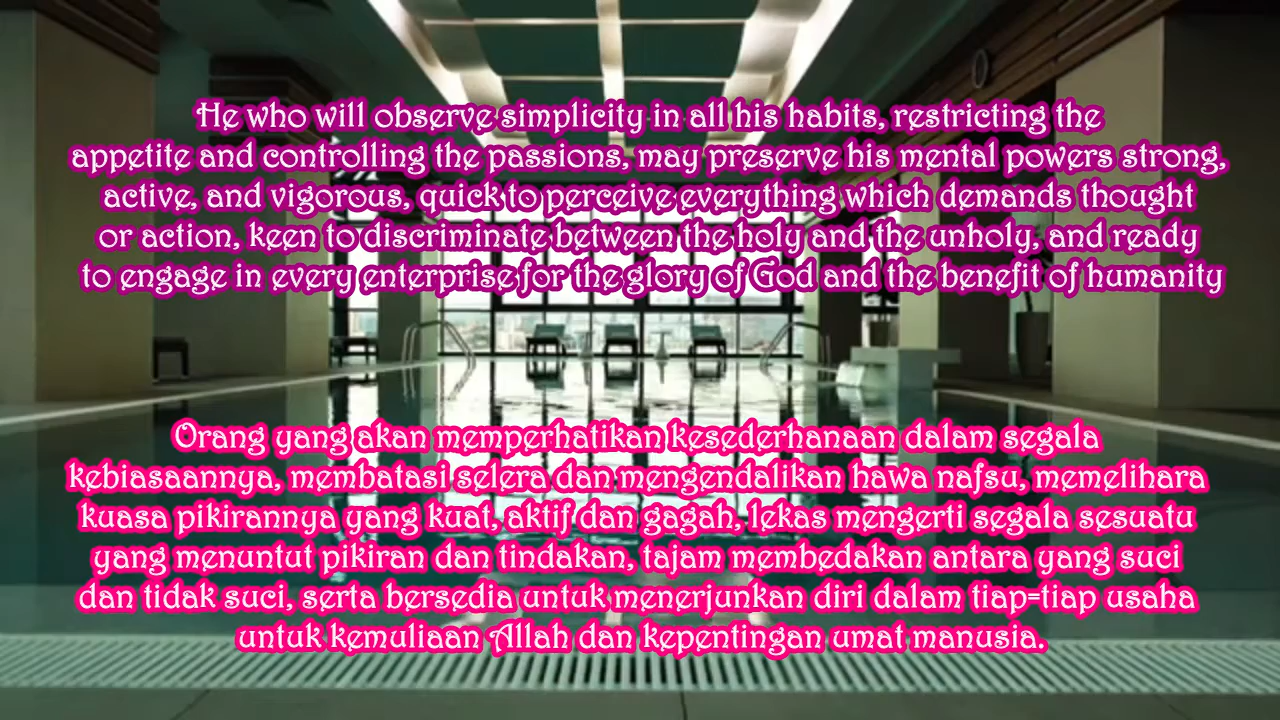 He who will observe simplicity in all his habits, restricting the
appetite and controlling the passions, may preserve his mental powers strong,
active, and vigorous, quick to perceive everything which demands thought
or action, keen to discriminate between the holy and the unholy, and ready
to engage in every enterprise for the glory of God and the benefit of humanity
Orang yang akan memperhatikan kesederhanaan dalam segala
kebiasaannya, membatasi selera dan mengendalikan hawa nafsu, memelihara
kuasa pikirannya yang kuat, aktif dan gagah, lekas mengerti segala sesuatu
yang menuntut pikiran dan tindakan, tajam membedakan antara yang suci
dan tidak suci, serta bersedia untuk menerjunkan diri dalam tiap=tiap usaha
untuk kemuliaan Allah dan kepentingan umat manusia.